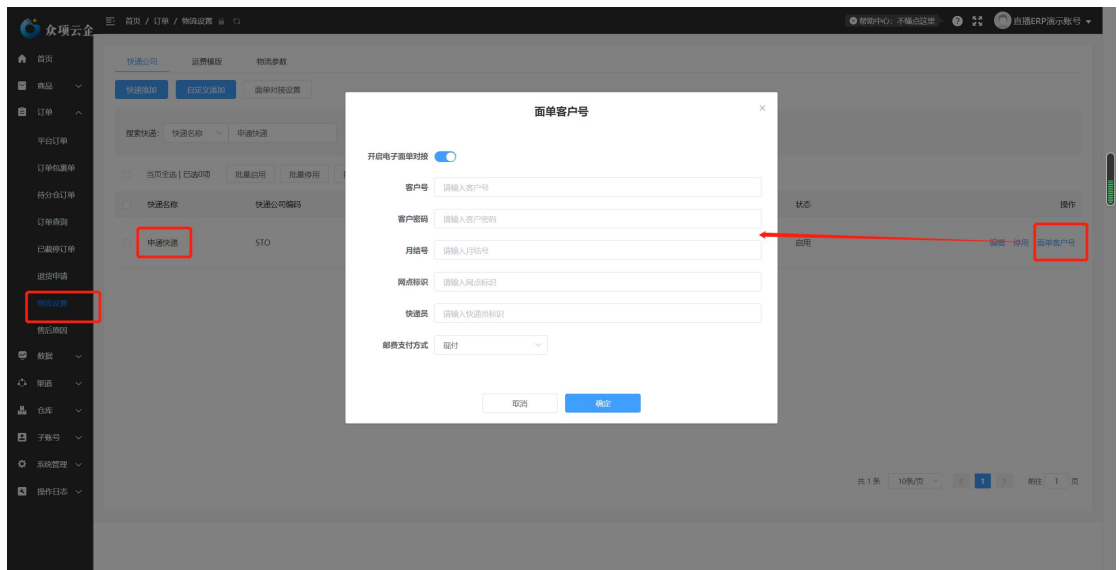 众项云企
首页 / 订单 / 物流设置
帮助中心：不懂点这里
直播ERP演示账号
首页
商品
订单
平台订单
订单包裹单
待分仓订单
订单查询
已截停订单
退货申请
物流设置
售后原因
数据
渠道
仓库
子账号
系统管理
操作日志
快递公司 运费模版 物流参数
快速添加 自定义添加 面单对接设置
搜索快递: 快递名称 申通快递
当页全选 | 已选0项 批量启用 批量停用
快递名称 快递公司编码 状态 操作
申通快递 STO 启用 编辑 停用 面单客户号
面单客户号
开启电子面单对接
客户号 请输入客户号
客户密码 请输入客户密码
月结号 请输入月结号
网点标识 请输入网点标识
快递员 请输入快递员标识
邮费支付方式 现付
取消 确定
共 1 条 10条/页 1 前往 1 页